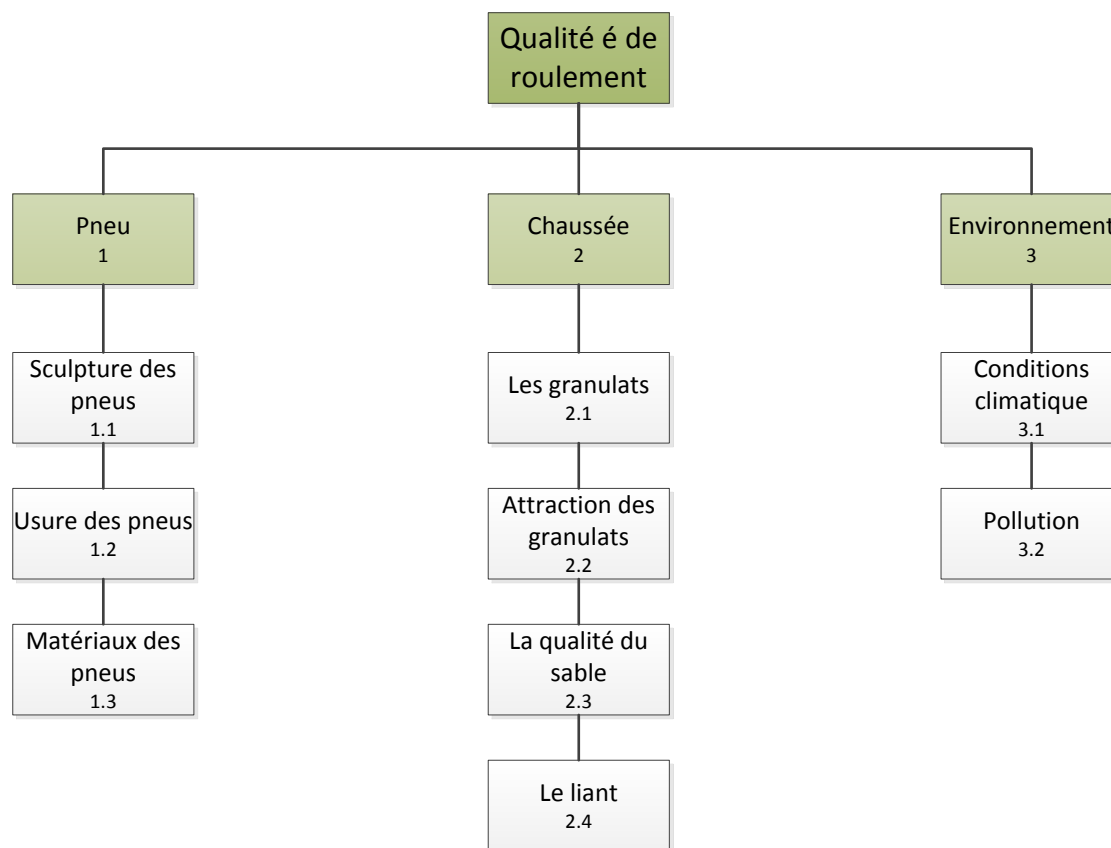 Qualité é de
roulement
Pneu
1
Chaussée
2
Environnement
3
Sculpture des
pneus
1.1
Usure des pneus
1.2
Matériaux des
pneus
1.3
Les granulats
2.1
Attraction des
granulats
2.2
La qualité du
sable
2.3
Le liant
2.4
Conditions
climatique
3.1
Pollution
3.2